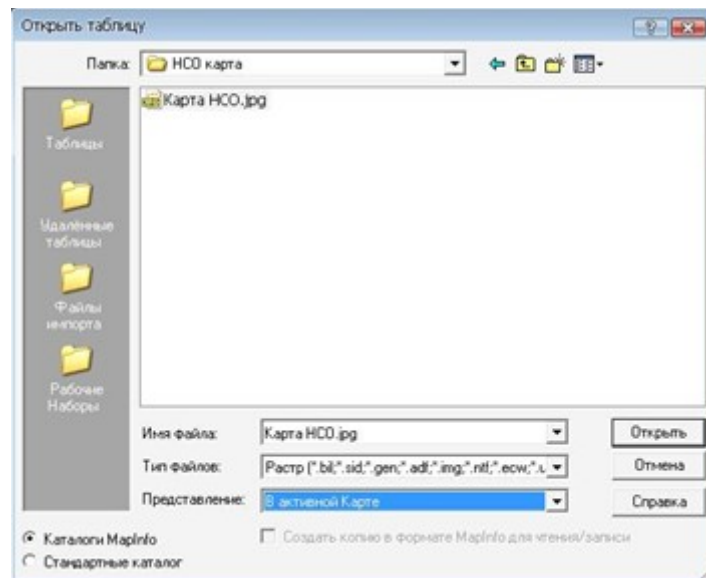 Открыть таблицу
Папка: НСО карта
Карта НСО.jpg
Таблицы
Удалённые
таблицы
Файлы
импорта
Рабочие
Наборы
Имя файла: Карта НСО.jpg Открыть
Тип файлов: Растр (*.bil;*.sid;*.gen;*.adf;*.img;*.ntf;*.ecw;*.u Отмена
Представление: В активной Карте Справка
Каталоги MapInfo Создать копию в формате MapInfo для чтения/записи
Стандартные каталог